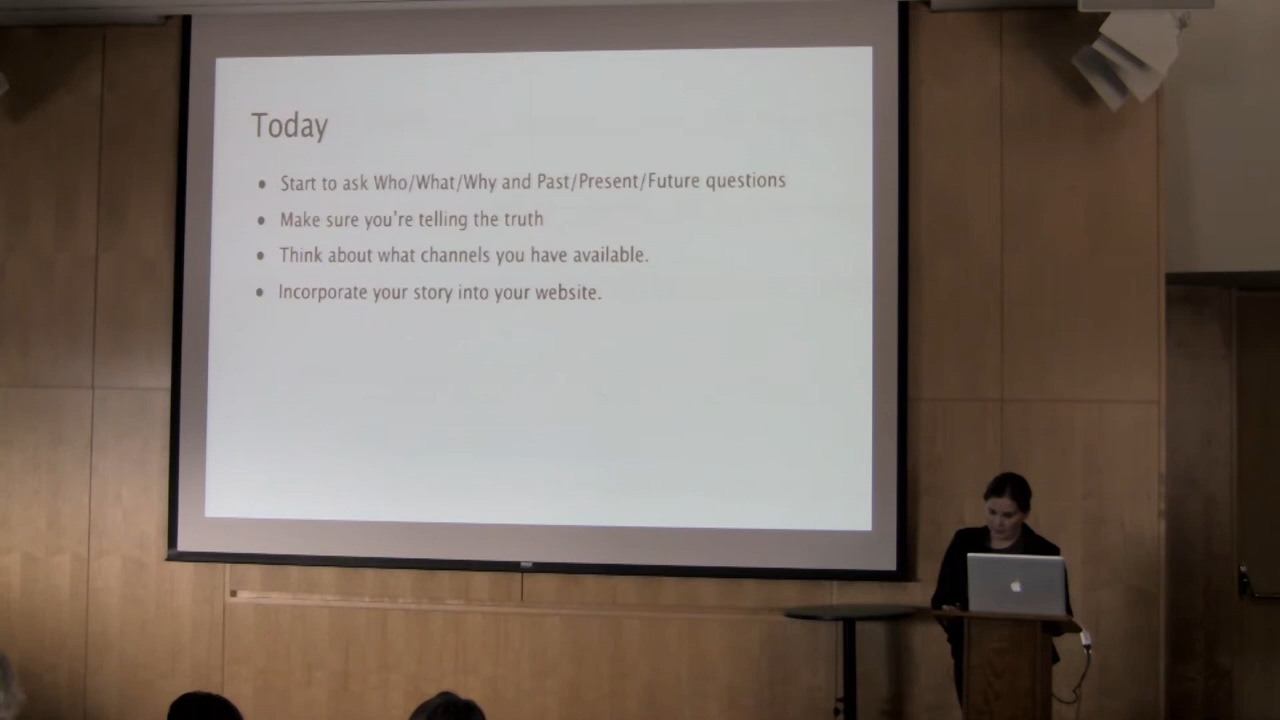 Today
• Start to ask Who/What/Why and Past/Present/Future questions
• Make sure you're telling the truth
• Think about what channels you have available.
• Incorporate your story into your website.